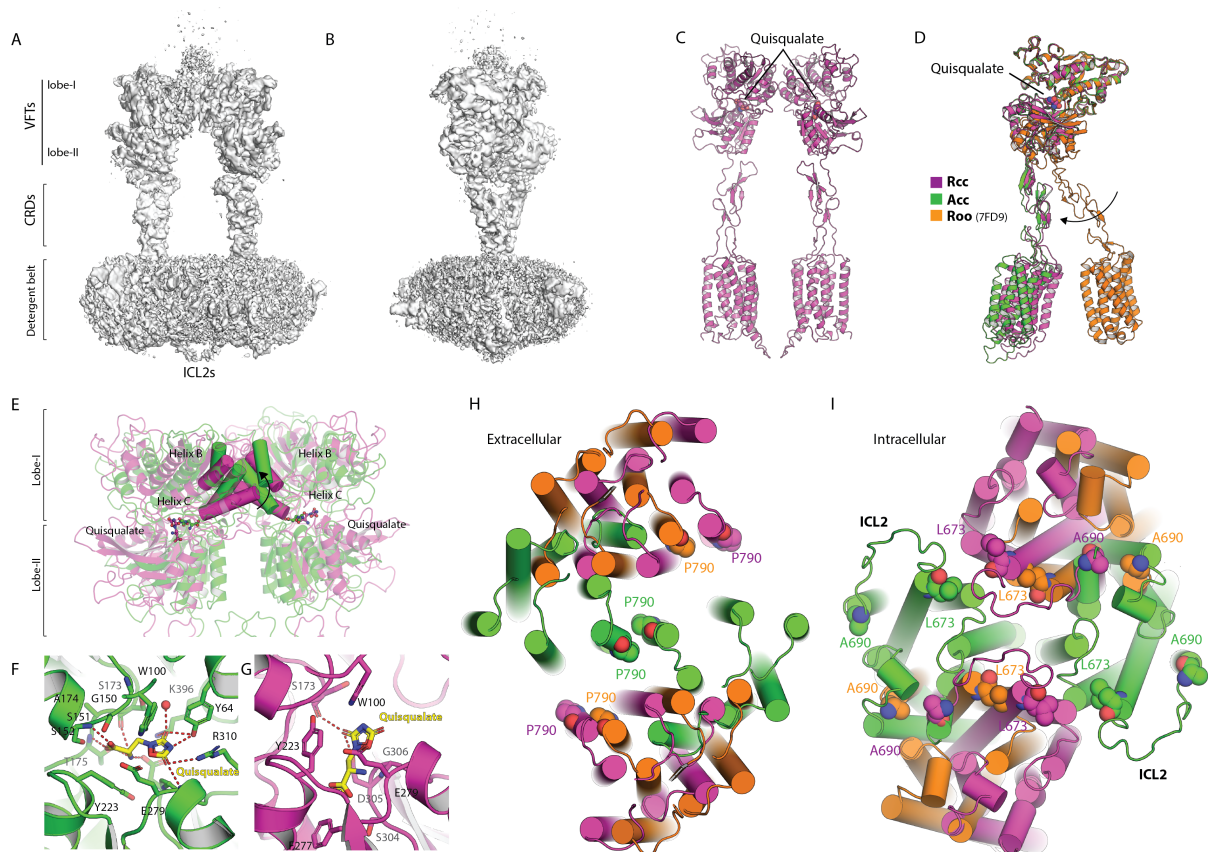 A
B
C
D
VFTs
lobe-I
lobe-II
CRDs
Detergent belt
ICL2s
Quisqualate
Quisqualate
Rcc
Acc
Roo (7FD9)
E
Lobe-I
Lobe-II
Helix B
Helix B
Helix C
Helix C
Quisqualate
Quisqualate
F
W100
S173
K396
A174
G150
Y64
S151
S152
R310
Quisqualate
T175
Y223
E279
G
S173
W100
Quisqualate
Y223
G306
E279
D305
S304
E277
H
Extracellular
P790
P790
P790
P790
P790
P790
I
Intracellular
ICL2
L673
A690
A690
A690
L673
L673
A690
A690
L673
L673
L673
A690
ICL2